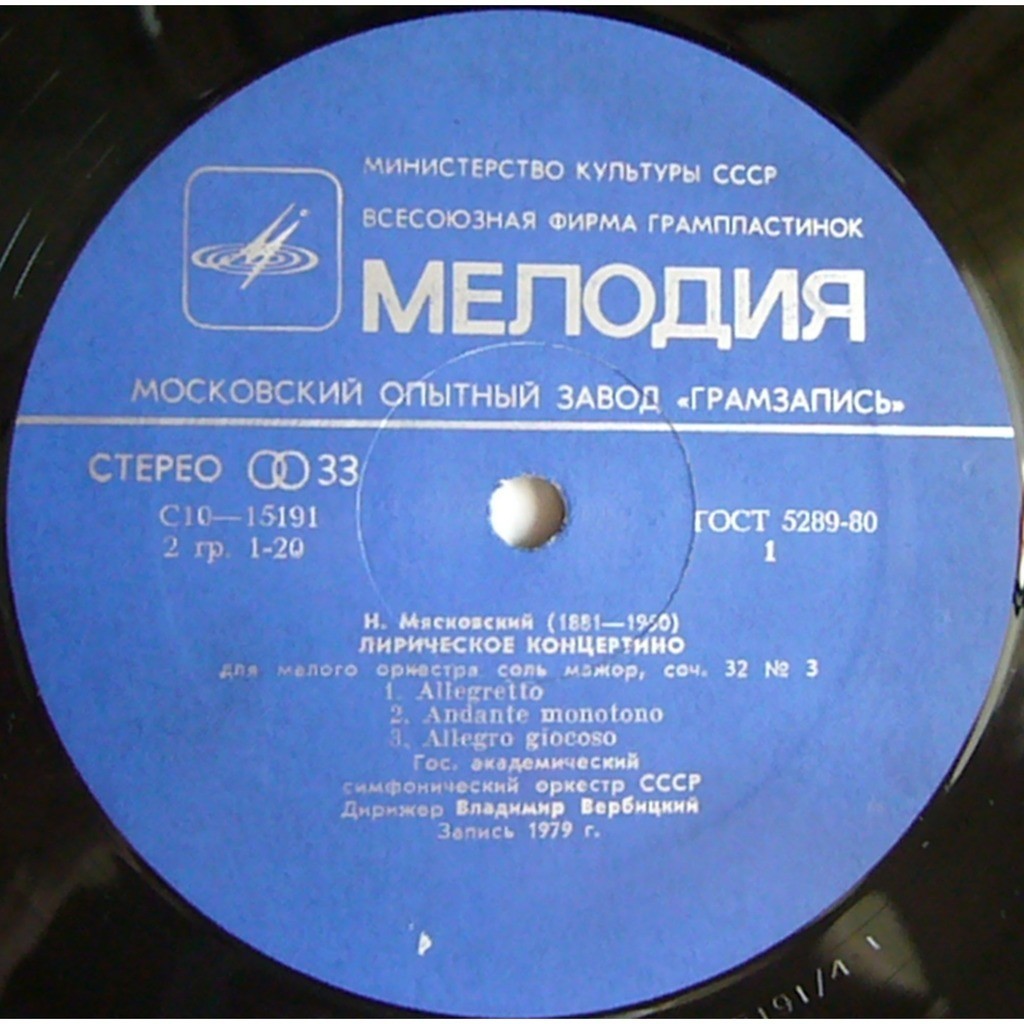 МИНИСТЕРСТВО КУЛЬТУРЫ СССР
ВСЕСОЮЗНАЯ ФИРМА ГРАМПЛАСТИНОК
МЕЛОДИЯ
МОСКОВСКИЙ ОПЫТНЫЙ ЗАВОД «ГРАМЗАПИСЬ»
СТЕРЕО 33
С10—15191
2 гр. 1-20
ГОСТ 5289-80
1
Н. Мясковский (1881—1950)
ЛИРИЧЕСКОЕ КОНЦЕРТИНО
для малого оркестра соль мажор, соч. 32 № 3
1. Allegretto
2. Andante monotono
3. Allegro giocoso
Гос. академический
симфонический оркестр СССР
Дирижер Владимир Вербицкий
Запись 1979 г.